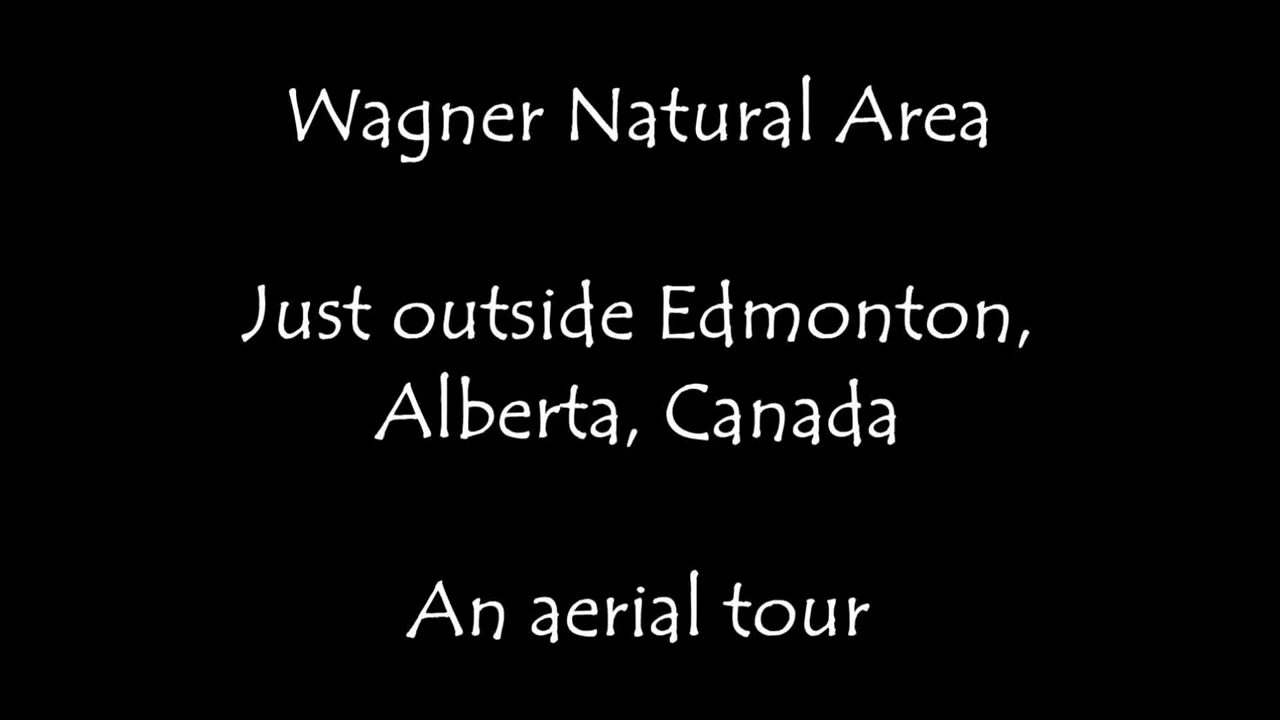 Wagner Natural Area
Just outside Edmonton,
Alberta, Canada
An aerial tour